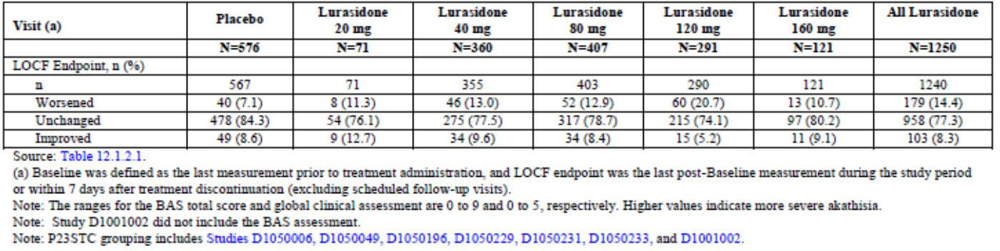 Visit (a) Placebo Lurasidone 20 mg Lurasidone 40 mg Lurasidone 80 mg Lurasidone 120 mg Lurasidone 160 mg All Lurasidone
N=576 N=71 N=360 N=407 N=291 N=121 N=1250
LOCF Endpoint, n (%)
n 567 71 355 403 290 121 1240
Worsened 40 (7.1) 8 (11.3) 46 (13.0) 52 (12.9) 60 (20.7) 13 (10.7) 179 (14.4)
Unchanged 478 (84.3) 54 (76.1) 275 (77.5) 317 (78.7) 215 (74.1) 97 (80.2) 958 (77.3)
Improved 49 (8.6) 9 (12.7) 34 (9.6) 34 (8.4) 15 (5.2) 11 (9.1) 103 (8.3)
Source: Table 12.1.2.1.
(a) Baseline was defined as the last measurement prior to treatment administration, and LOCF endpoint was the last post-Baseline measurement during the study period
or within 7 days after treatment discontinuation (excluding scheduled follow-up visits).
Note: The ranges for the BAS total score and global clinical assessment are 0 to 9 and 0 to 5, respectively. Higher values indicate more severe akathisia.
Note: Study D1001002 did not include the BAS assessment.
Note: P23STC grouping includes Studies D1050006, D1050049, D1050196, D1050229, D1050231, D1050233, and D1001002.